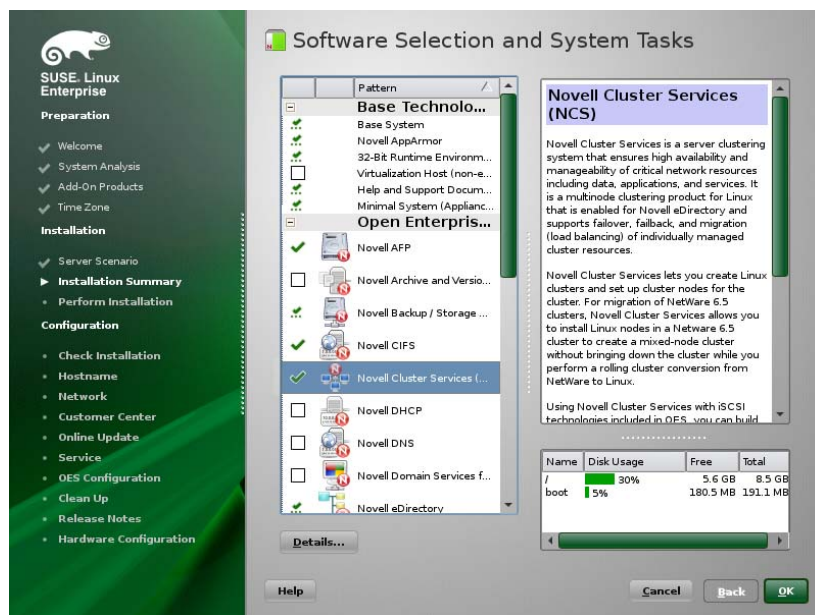 SUSE. Linux
Enterprise
Preparation
Welcome
System Analysis
Add-On Products
Time Zone
Installation
Server Scenario
Installation Summary
Perform Installation
Configuration
Check Installation
Hostname
Network
Customer Center
Online Update
Service
OES Configuration
Clean Up
Release Notes
Hardware Configuration
Software Selection and System Tasks
Pattern
Base Technolo...
Base System
Novell AppArmor
32-Bit Runtime Environm...
Virtualization Host (non-e...
Help and Support Docum...
Minimal System (Applianc...
Open Enterpris...
Novell AFP
Novell Archive and Versio...
Novell Backup / Storage ...
Novell CIFS
Novell Cluster Services (...
Novell DHCP
Novell DNS
Novell Domain Services f...
Novell eDirectory
Details...
Novell Cluster Services
(NCS)
Novell Cluster Services is a server clustering
system that ensures high availability and
manageability of critical network resources
including data, applications, and services. It
is a multinode clustering product for Linux
that is enabled for Novell eDirectory and
supports failover, failback, and migration
(load balancing) of individually managed
cluster resources.
Novell Cluster Services lets you create Linux
clusters and set up cluster nodes for the
cluster. For migration of NetWare 6.5
clusters, Novell Cluster Services allows you
to install Linux nodes in a Netware 6.5
cluster to create a mixed-node cluster
without bringing down the cluster while you
perform a rolling cluster conversion from
NetWare to Linux.
Using Novell Cluster Services with iSCSI
technologies included in OES, you can build
Name Disk Usage Free Total
/ 30% 5.6 GB 8.5 GB
boot 5% 180.5 MB 191.1 MB
Help
Cancel
Back
OK